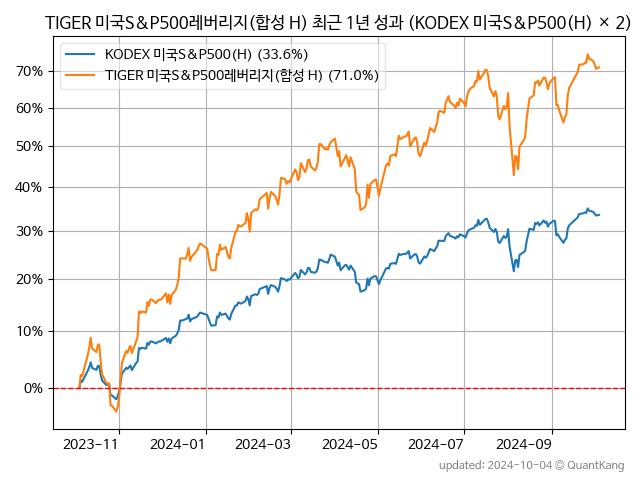 TIGER 미국S&P500레버리지(합성 H) 최근 1년 성과 (KODEX 미국S&P500(H) × 2)
KODEX 미국S&P500(H) (33.6%)
TIGER 미국S&P500레버리지(합성 H) (71.0%)
70%
60%
50%
40%
30%
20%
10%
0%
2023-11 2024-01 2024-03 2024-05 2024-07 2024-09
updated: 2024-10-04 © QuantKang